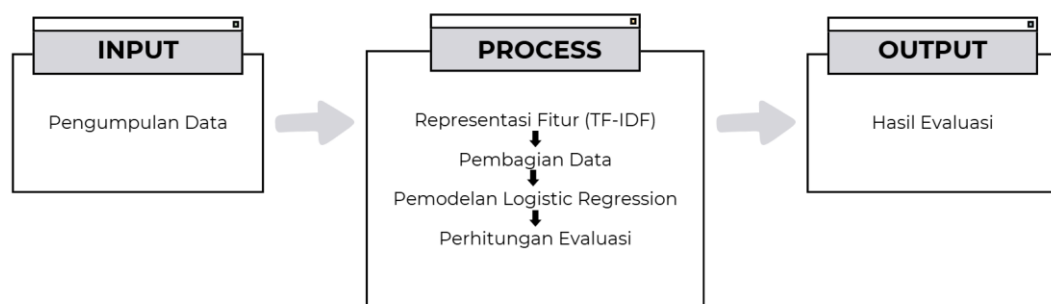 INPUT
Pengumpulan Data
PROCESS
Representasi Fitur (TF-IDF)
Pembagian Data
Pemodelan Logistic Regression
Perhitungan Evaluasi
OUTPUT
Hasil Evaluasi